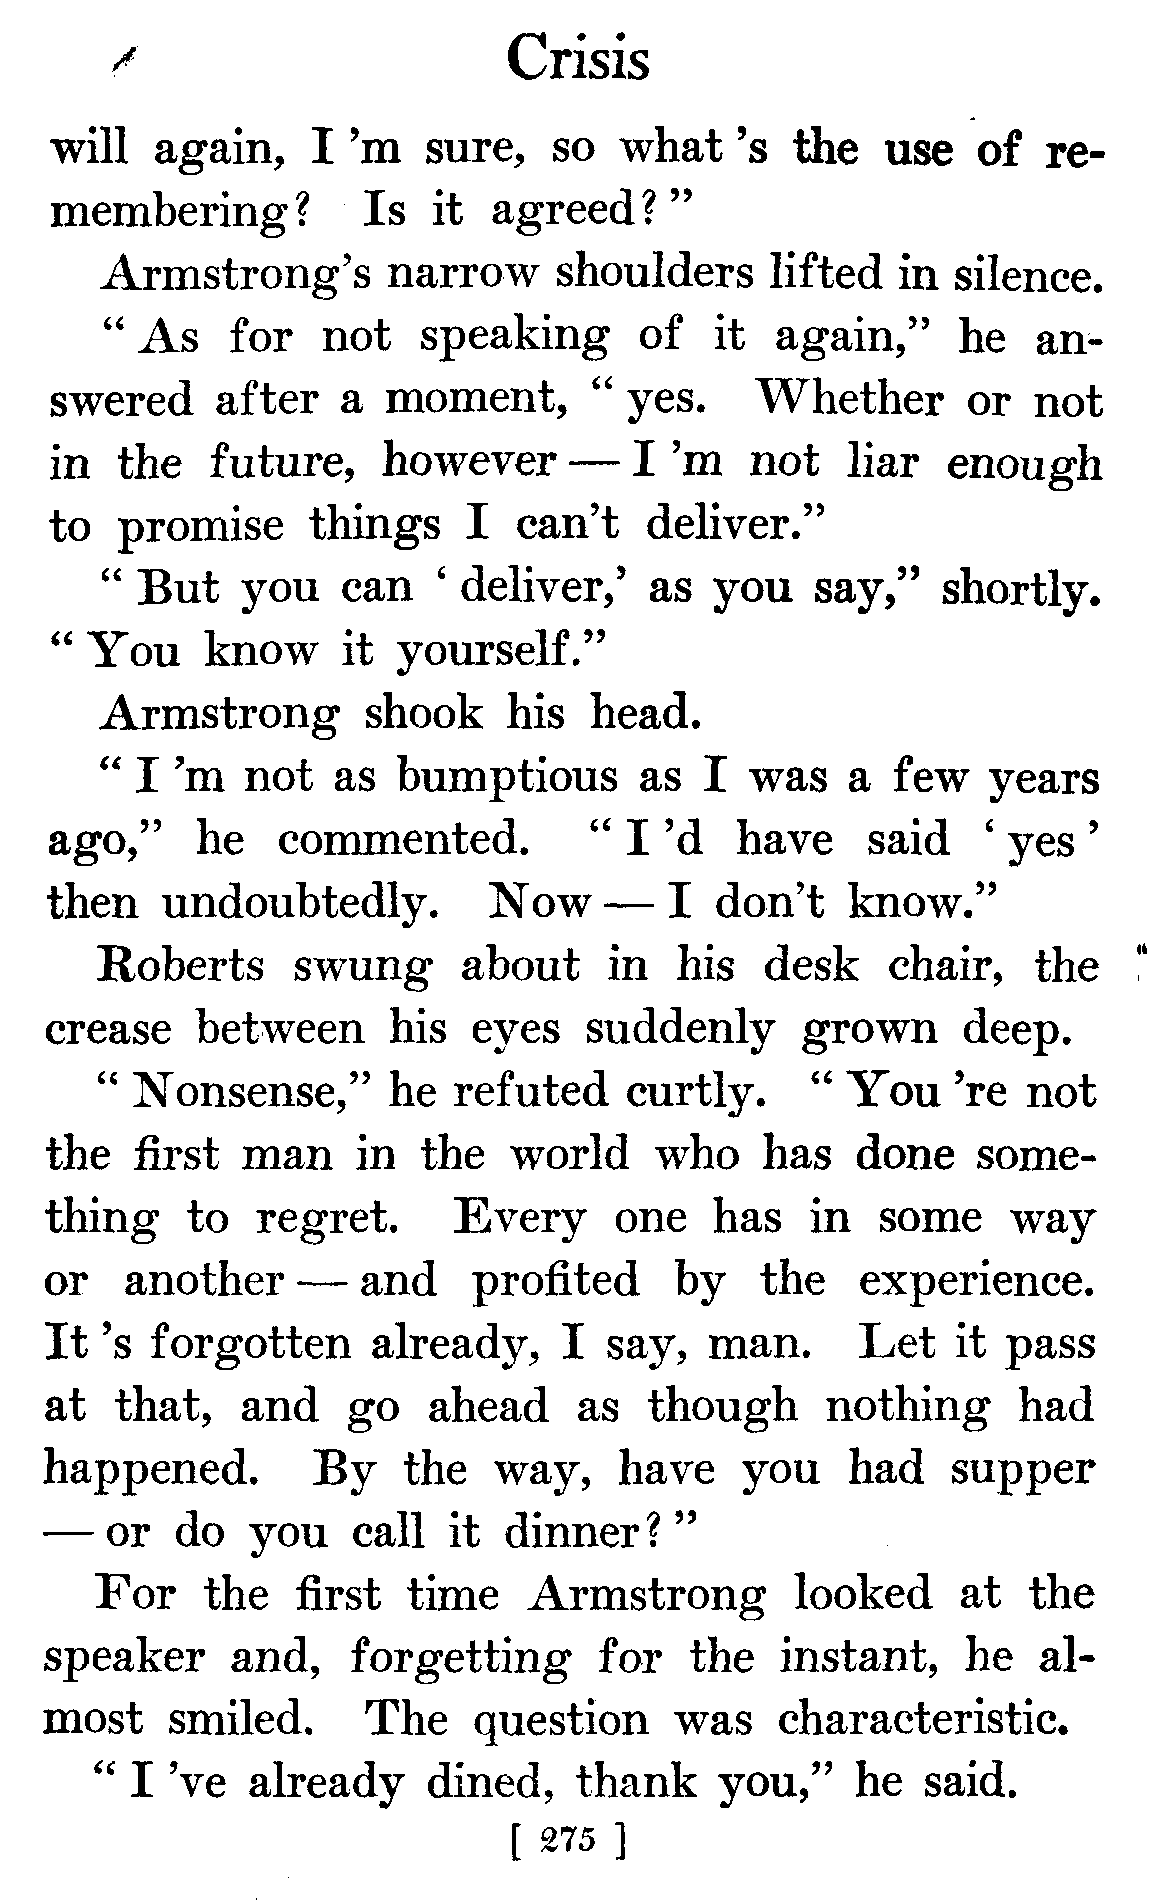 Crisis
will again, I 'm sure, so what 's the use of re-
membering? Is it agreed? "
Armstrong's narrow shoulders lifted in silence.
" As for not speaking of it again," he an-
swered after a moment, " yes. Whether or not
in the future, however — I 'm not liar enough
to promise things I can't deliver."
" But you can ' deliver,' as you say," shortly.
" You know it yourself."
Armstrong shook his head.
" I 'm not as bumptious as I was a few years
ago," he commented. " I 'd have said ' yes '
then undoubtedly. Now — I don't know."
Roberts swung about in his desk chair, the
crease between his eyes suddenly grown deep.
" Nonsense," he refuted curtly. " You 're not
the first man in the world who has done some-
thing to regret. Every one has in some way
or another — and profited by the experience.
It 's forgotten already, I say, man. Let it pass
at that, and go ahead as though nothing had
happened. By the way, have you had supper
— or do you call it dinner? "
For the first time Armstrong looked at the
speaker and, forgetting for the instant, he al-
most smiled. The question was characteristic.
" I 've already dined, thank you," he said.
[ 275 ]